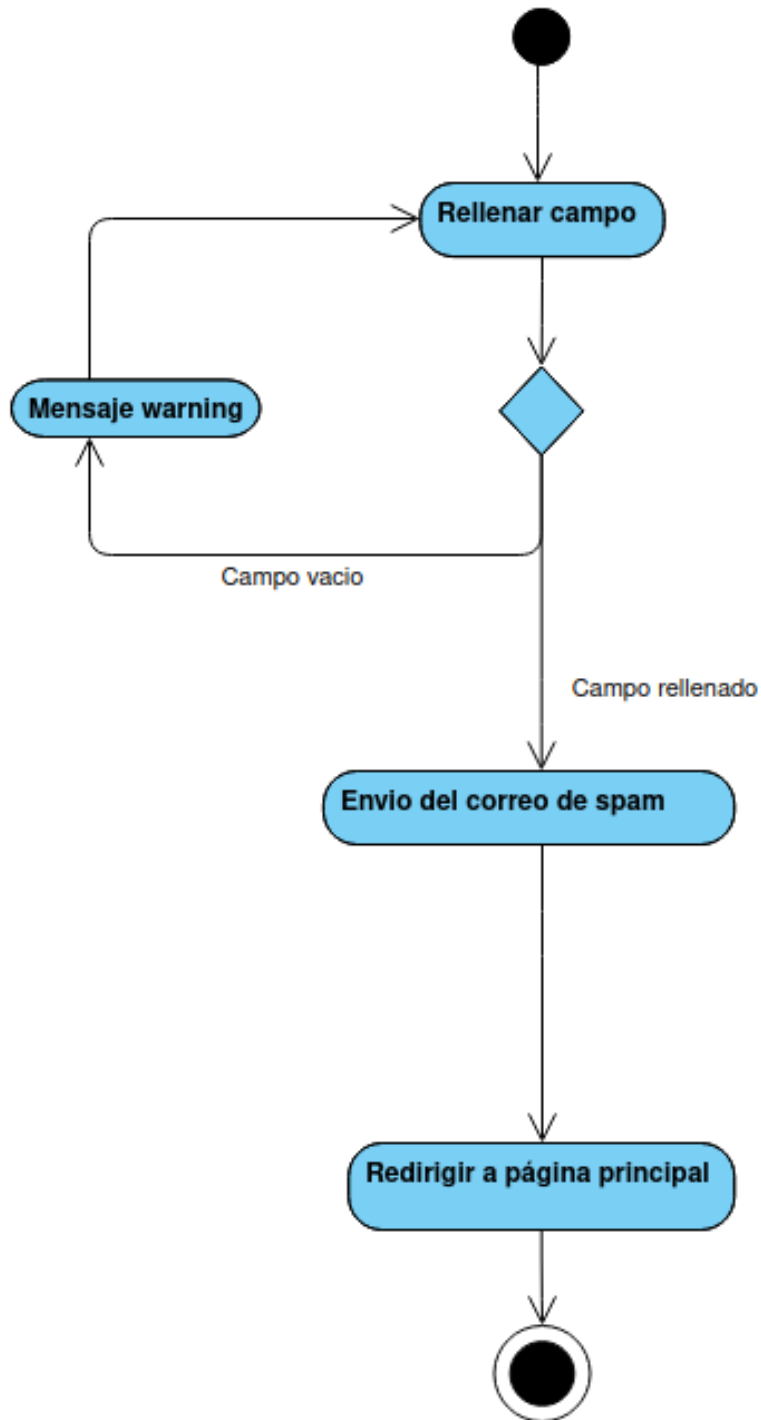 Rellenar campo
Mensaje warning
Campo vacio
Campo rellenado
Envio del correo de spam
Redirigir a página principal